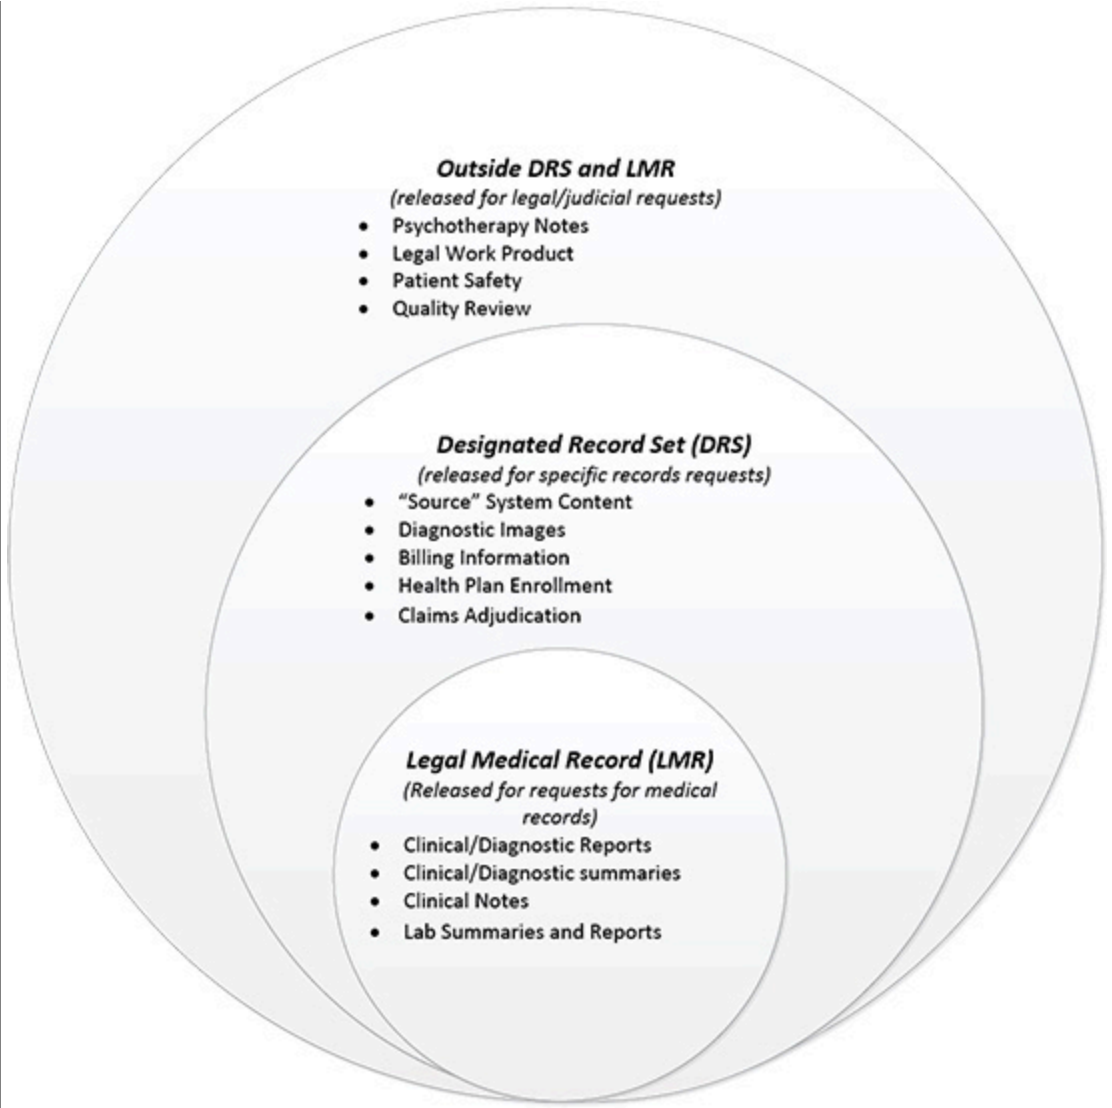 Outside DRS and LMR
(released for legal/judicial requests)
• Psychotherapy Notes
• Legal Work Product
• Patient Safety
• Quality Review
Designated Record Set (DRS)
(released for specific records requests)
• “Source” System Content
• Diagnostic Images
• Billing Information
• Health Plan Enrollment
• Claims Adjudication
Legal Medical Record (LMR)
(Released for requests for medical
records)
• Clinical/Diagnostic Reports
• Clinical/Diagnostic summaries
• Clinical Notes
• Lab Summaries and Reports